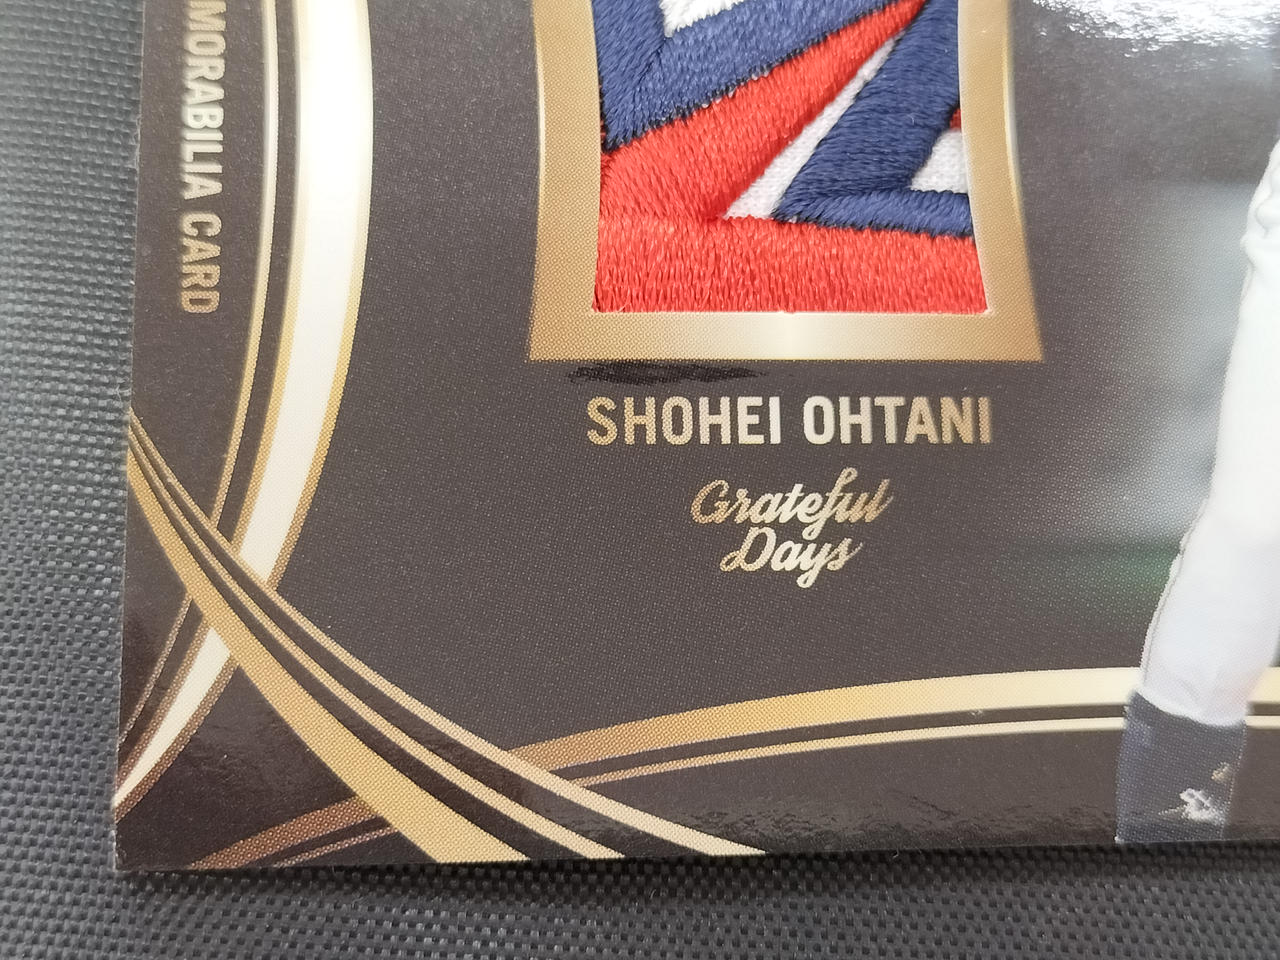 MORABILIA CARD
SHOHEI OHTANI
Grateful
Days